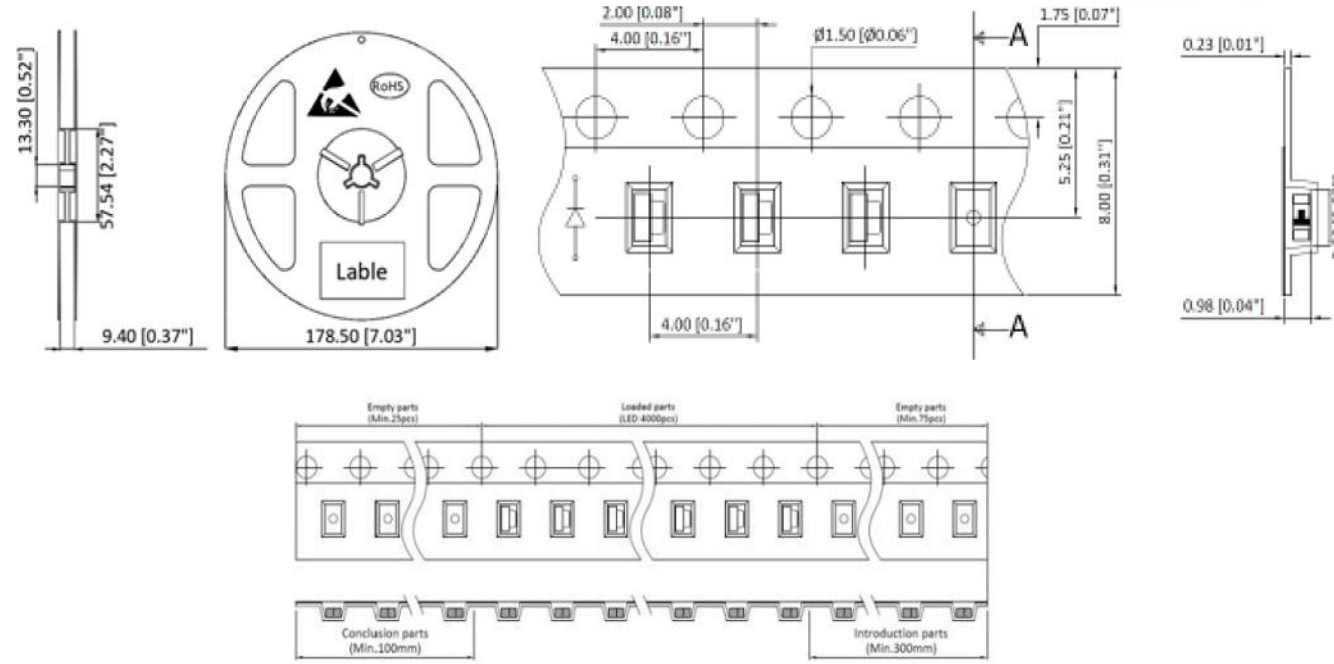 2.00 [0.08"]
4.00 [0.16"]
Ø1.50 [Ø0.06"]
A
1.75 [0.07"]
0.23 [0.01"]
13.30 [0.52"]
57.54 [2.27"]
RoHS
Lable
5.25 [0.21"]
8.00 [0.31"]
0.98 [0.04"]
9.40 [0.37"]
178.50 [7.03"]
4.00 [0.16"]
A
Empty parts
(Min.25pcs)
Loaded parts
(LED:4000pcs)
Empty parts
(Min.75pcs)
Conclusion parts
(Min.100mm)
Introduction parts
(Min.300mm)